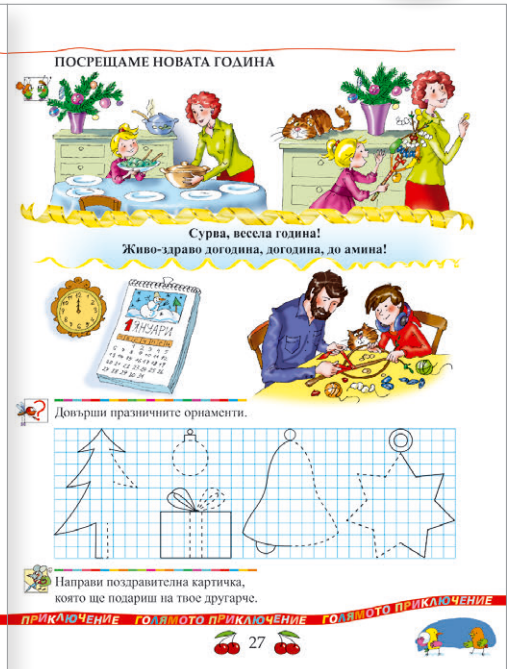 ПОСРЕЩАМЕ НОВАТА ГОДИНА
Сурва, весела година!
Живо-здраво догодина, догодина, до амина!
1 ЯНУАРИ
Довърши празничните орнаменти.
Направи поздравителна картичка,
която ще подариш на твое другарче.
ПРИКЛЮЧЕНИЕ ГОЛЯМОТО ПРИКЛЮЧЕНИЕ ГОЛЯМОТО ПРИКЛЮЧЕНИЕ
27